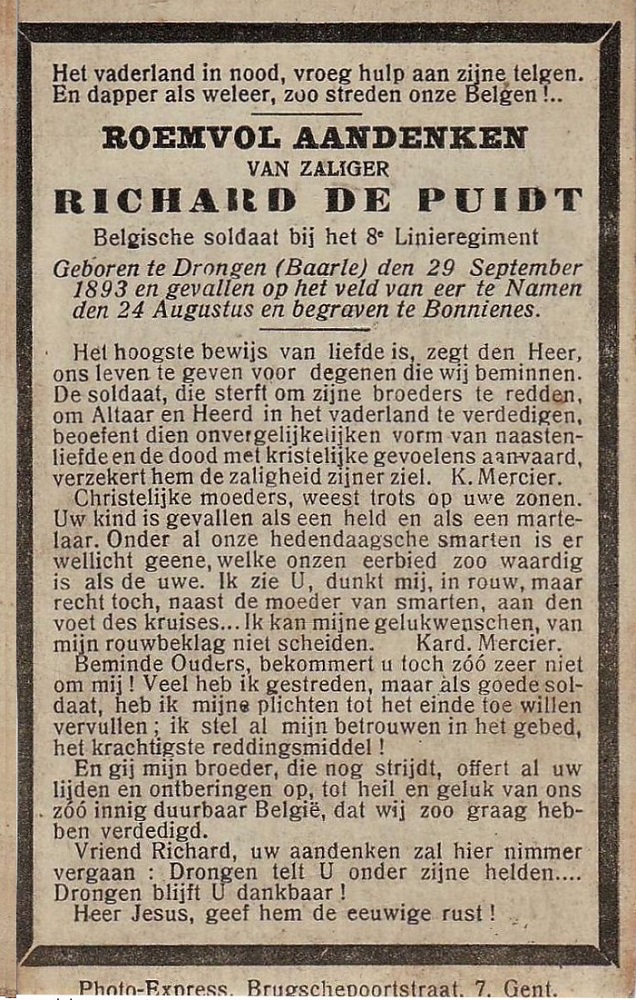 Het vaderland in nood, vroeg hulp aan zijne telgen.
En dapper als weleer, zoo streden onze Belgen !..
ROEMVOL AANDENKEN
VAN ZALIGER
RICHARD DE PUIDT
Belgische soldaat bij het 8e Linieregiment
Geboren te Drongen (Baarle) den 29 September
1893 en gevallen op het veld van eer te Namen
den 24 Augustus en begraven te Bonnienes.
Het hoogste bewijs van liefde is, zegt den Heer,
ons leven te geven voor degenen die wij beminnen.
De soldaat, die sterft om zijne broeders te redden,
om Altaar en Heerd in het vaderland te verdedigen,
beoefent dien onvergelijkelijken vorm van naasten-
liefde en de dood met kristelijke gevoelens aanvaard,
verzekert hem de zaligheid zijner ziel. K. Mercier.
Christelijke moeders, weest trots op uwe zonen.
Uw kind is gevallen als een held en als een marte-
laar. Onder al onze hedendaagsche smarten is er
wellicht geene, welke onzen eerbied zoo waardig
is als de uwe. Ik zie U, dunkt mij, in rouw, maar
recht toch, naast de moeder van smarten, aan den
voet des kruises... Ik kan mijne gelukwenschen, van
mijn rouwbeklag niet scheiden. Kard. Mercier.
Beminde Ouders, bekommert u toch zóó zeer niet
om mij ! Veel heb ik gestreden, maar als goede sol-
daat, heb ik mijne plichten tot het einde toe willen
vervullen ; ik stel al mijn betrouwen in het gebed,
het krachtigste reddingsmiddel !
En gij mijn broeder, die nog strijdt, offert al uw
lijden en ontberingen op, tot heil en geluk van ons
zóó innig duurbaar België, dat wij zoo graag heb-
ben verdedigd.
Vriend Richard, uw aandenken zal hier nimmer
vergaan : Drongen telt U onder zijne helden....
Drongen blijft U dankbaar !
Heer Jesus, geef hem de eeuwige rust !
Photo-Express, Brugschepoortstraat, 7, Gent.